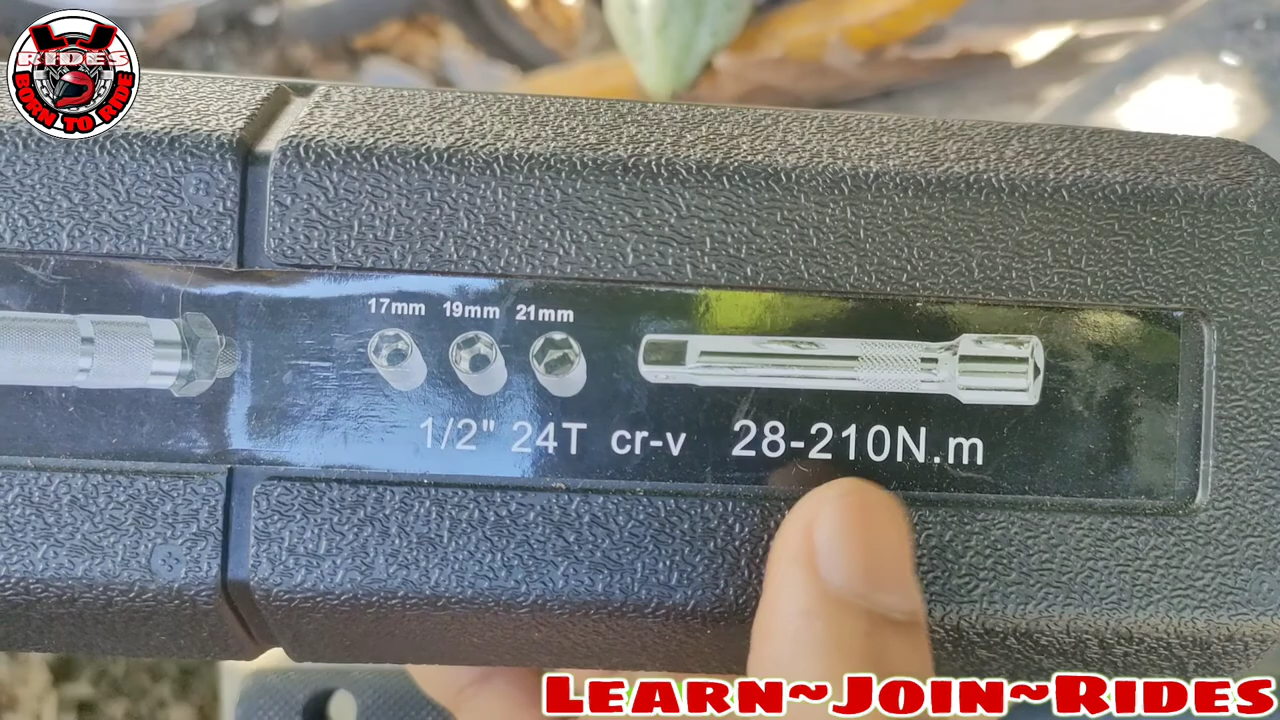 RIDES
BORN TO RIDE
17mm 19mm 21mm
1/2" 24T cr-v 28-210N.m
LEARN~JOIN~RIDES